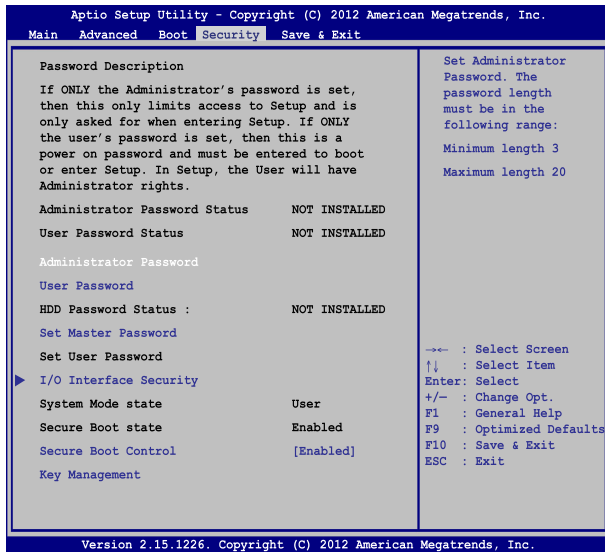 Aptio Setup Utility - Copyright (C) 2012 American Megatrends, Inc.
Main Advanced Boot Security Save & Exit
Password Description
If ONLY the Administrator's password is set,
then this only limits access to Setup and is
only asked for when entering Setup. If ONLY
the user's password is set, then this is a
power on password and must be entered to boot
or enter Setup. In Setup, the User will have
Administrator rights.
Administrator Password Status NOT INSTALLED
User Password Status NOT INSTALLED
Administrator Password
User Password
HDD Password Status : NOT INSTALLED
Set Master Password
Set User Password
I/O Interface Security
System Mode state User
Secure Boot state Enabled
Secure Boot Control [Enabled]
Key Management
Set Administrator
Password. The
password length
must be in the
following range:
Minimum length 3
Maximum length 20
→← : Select Screen
↑↓ : Select Item
Enter: Select
+/— : Change Opt.
F1 : General Help
F9 : Optimized Defaults
F10 : Save & Exit
ESC : Exit
Version 2.15.1226. Copyright (C) 2012 American Megatrends, Inc.